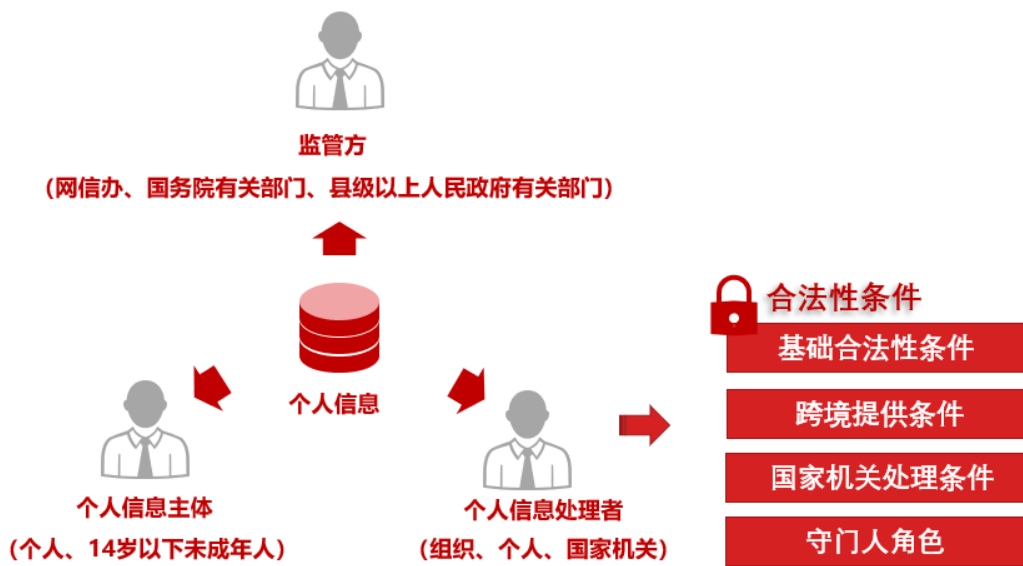 监管方
（网信办、国务院有关部门、县级以上人民政府有关部门）
个人信息
个人信息主体
（个人、14岁以下未成年人）
个人信息处理者
（组织、个人、国家机关）
合法性条件
基础合法性条件
跨境提供条件
国家机关处理条件
守门人角色